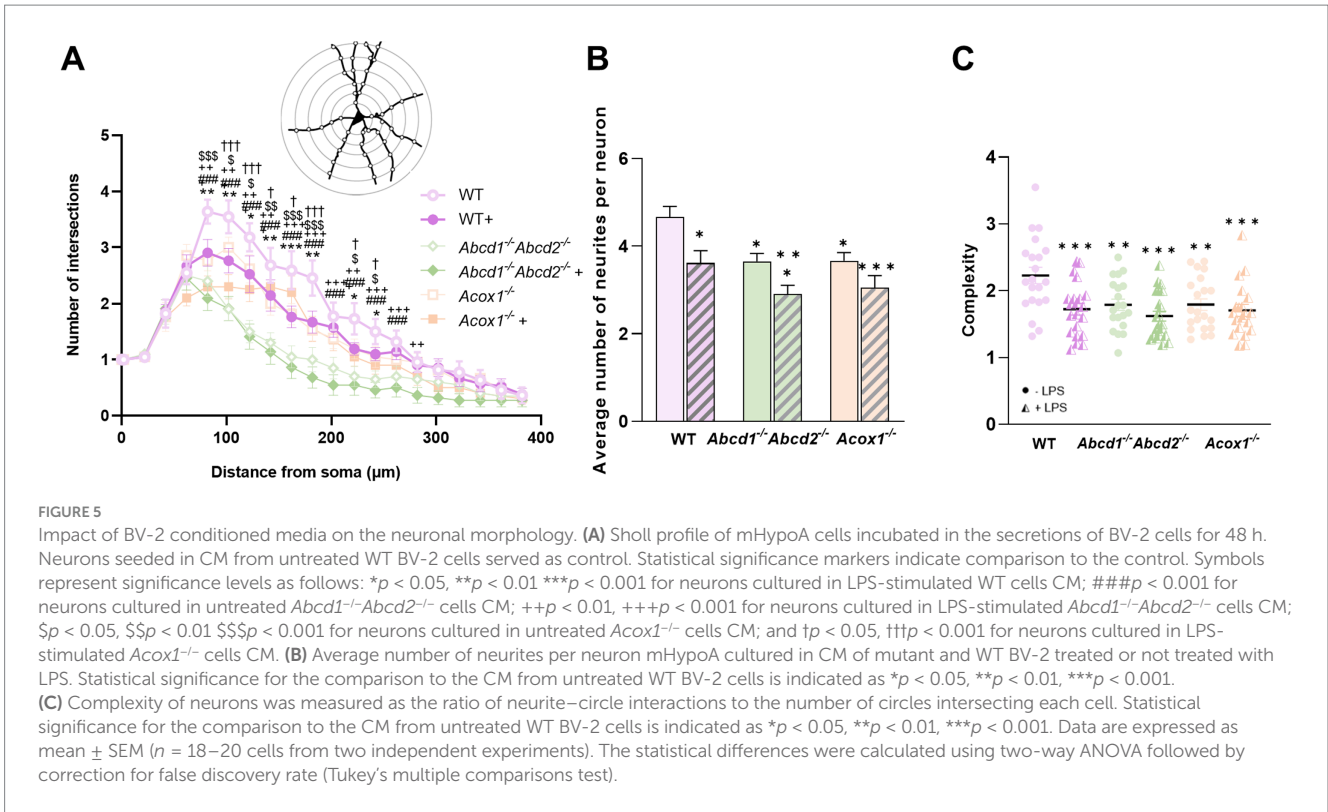 A
B
C
Number of intersections
5
4
3
2
1
0
0
100
200
300
400
Distance from soma (µm)
$$$
++
###
**
†††
$
++
###
**
†††
$
++
###
*
†
$$
++
###
**
†
$$$
+++
###
***
†††
$$$
+++
###
**
+++
###
†
$
++
###
*
†
$
+++
###
*
+++
###
++
WT
WT+
Abcd1-/-Abcd2-/-
Abcd1-/-Abcd2-/- +
Acox1-/-
Acox1-/- +
Average number of neurites per neuron
6
4
2
0
*
*
***
*
***
WT
Abcd1-/- Abcd2-/-
Acox1-/-
Complexity
4
3
2
1
0
***
**
***
**
***
- LPS
+ LPS
WT
Abcd1-/- Abcd2-/-
Acox1-/-
FIGURE 5
Impact of BV-2 conditioned media on the neuronal morphology. (A) Sholl profile of mHypoA cells incubated in the secretions of BV-2 cells for 48 h.
Neurons seeded in CM from untreated WT BV-2 cells served as control. Statistical significance markers indicate comparison to the control. Symbols
represent significance levels as follows: *p < 0.05, **p < 0.01 ***p < 0.001 for neurons cultured in LPS-stimulated WT cells CM; ###p < 0.001 for
neurons cultured in untreated Abcd1−/−Abcd2−/− cells CM; ++p < 0.01, +++p < 0.001 for neurons cultured in LPS-stimulated Abcd1−/−Abcd2−/− cells CM;
$p < 0.05, $$p < 0.01 $$$p < 0.001 for neurons cultured in untreated Acox1−/− cells CM; and †p < 0.05, †††p < 0.001 for neurons cultured in LPS-
stimulated Acox1−/− cells CM. (B) Average number of neurites per neuron mHypoA cultured in CM of mutant and WT BV-2 treated or not treated with
LPS. Statistical significance for the comparison to the CM from untreated WT BV-2 cells is indicated as *p < 0.05, **p < 0.01, ***p < 0.001.
(C) Complexity of neurons was measured as the ratio of neurite–circle interactions to the number of circles intersecting each cell. Statistical
significance for the comparison to the CM from untreated WT BV-2 cells is indicated as *p < 0.05, **p < 0.01, ***p < 0.001. Data are expressed as
mean ± SEM (n = 18–20 cells from two independent experiments). The statistical differences were calculated using two-way ANOVA followed by
correction for false discovery rate (Tukey's multiple comparisons test).